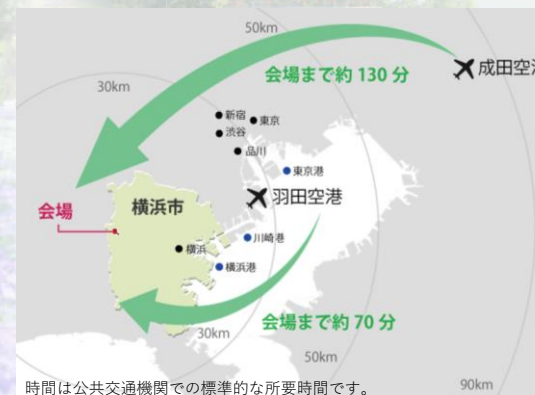 50km
会場まで約 130 分
成田空
30km
新宿
東京
渋谷
品川
東京港
会場
横浜市
羽田空港
川崎港
横浜
横浜港
会場まで約 70 分
30km
50km
90km
時間は公共交通機関での標準的な所要時間です。